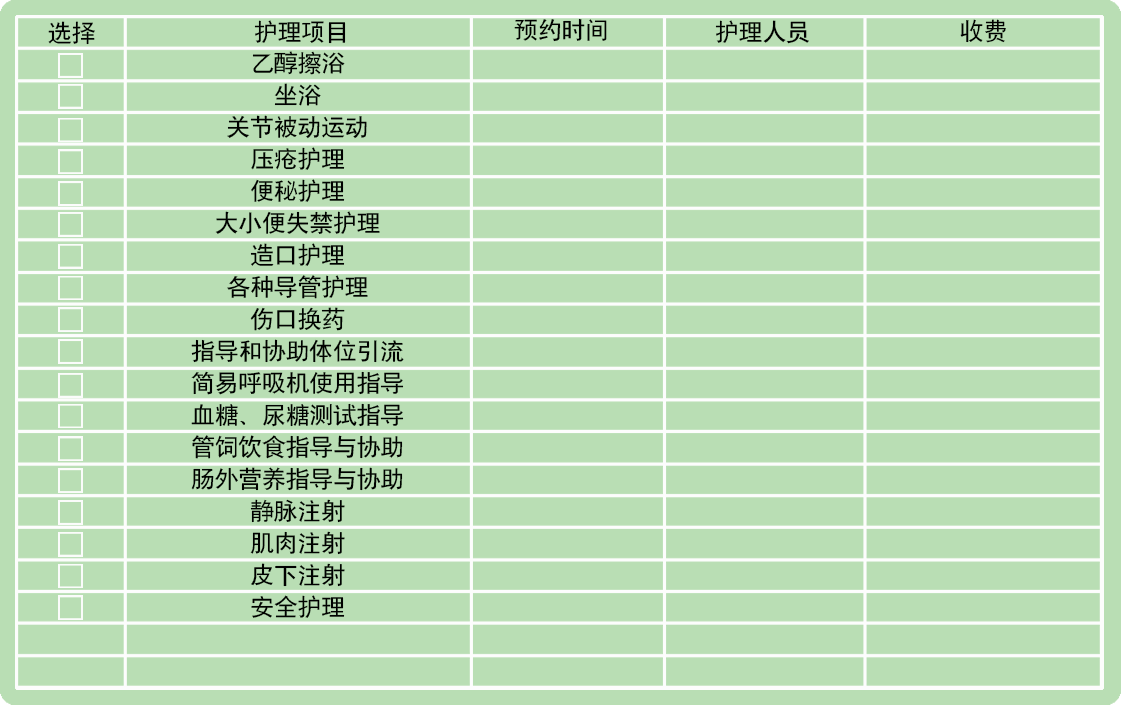 选择 护理项目 预约时间 护理人员 收费
乙醇擦浴
坐浴
关节被动运动
压疮护理
便秘护理
大小便失禁护理
造口护理
各种导管护理
伤口换药
指导和协助体位引流
简易呼吸机使用指导
血糖、尿糖测试指导
管饲饮食指导与协助
肠外营养指导与协助
静脉注射
肌肉注射
皮下注射
安全护理